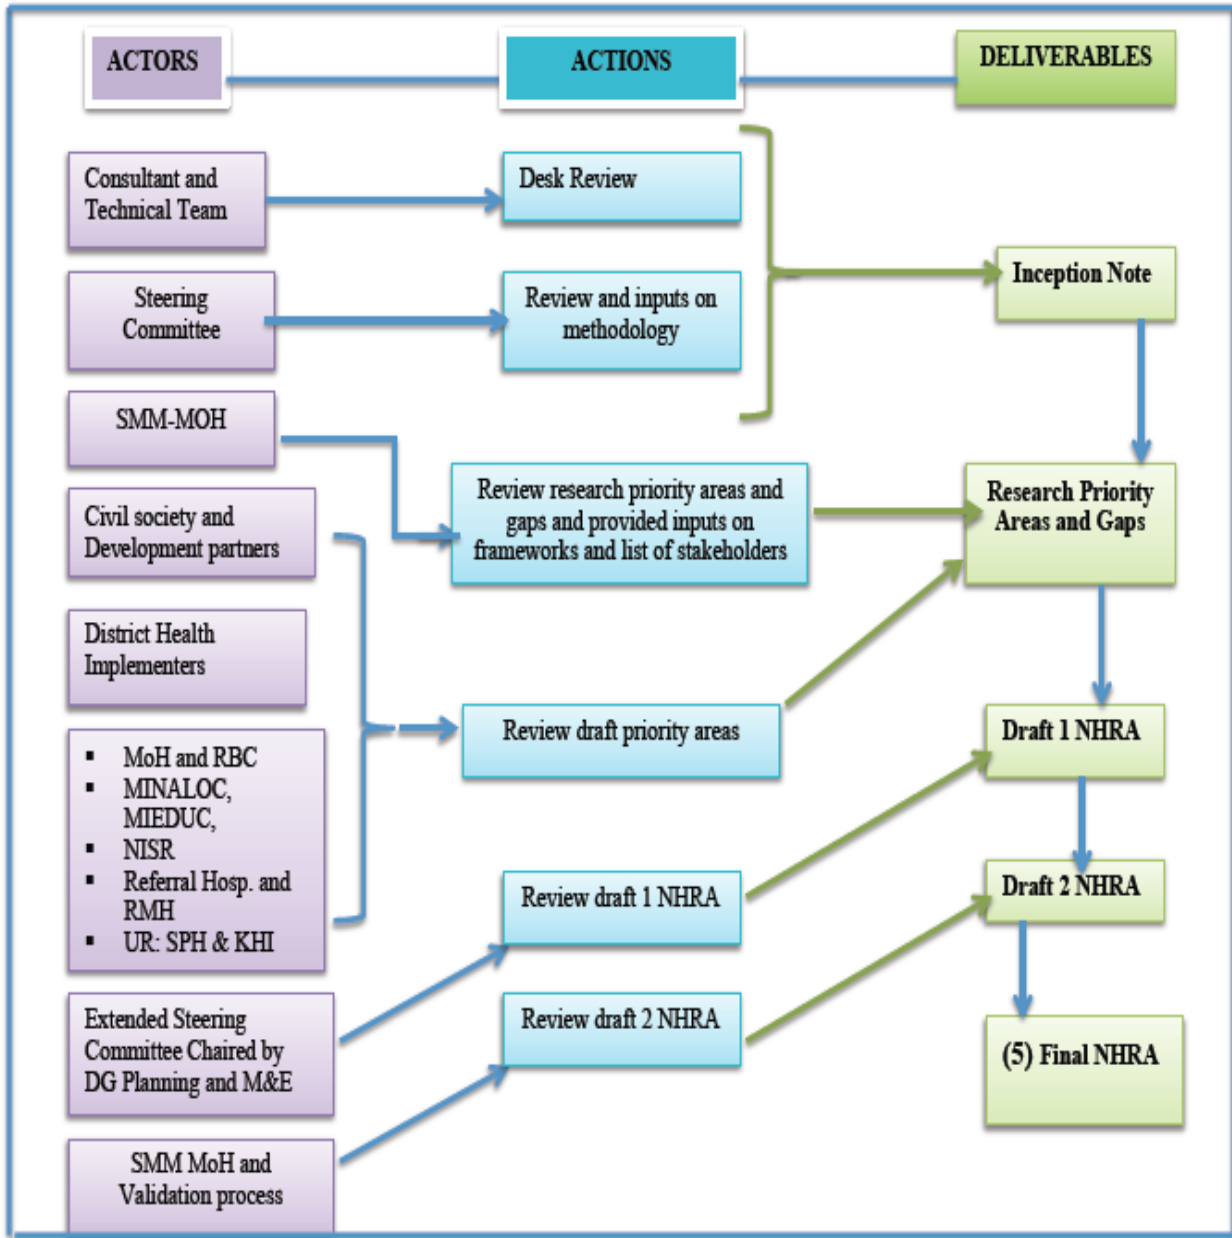 ACTORS
ACTIONS
DELIVERABLES
Consultant and
Technical Team
Desk Review
Steering
Committee
Review and inputs on
methodology
Inception Note
SMM-MOH
Civil society and
Development partners
Review research priority areas and
gaps and provided inputs on
frameworks and list of stakeholders
Research Priority
Areas and Gaps
District Health
Implementers
▪ MoH and RBC
▪ MINALOC,
MIEDUC,
▪ NISR
▪ Referral Hosp. and
RMH
▪ UR: SPH & KHI
Review draft priority areas
Draft 1 NHRA
Review draft 1 NHRA
Draft 2 NHRA
Extended Steering
Committee Chaired by
DG Planning and M&E
Review draft 2 NHRA
(5) Final NHRA
SMM MoH and
Validation process